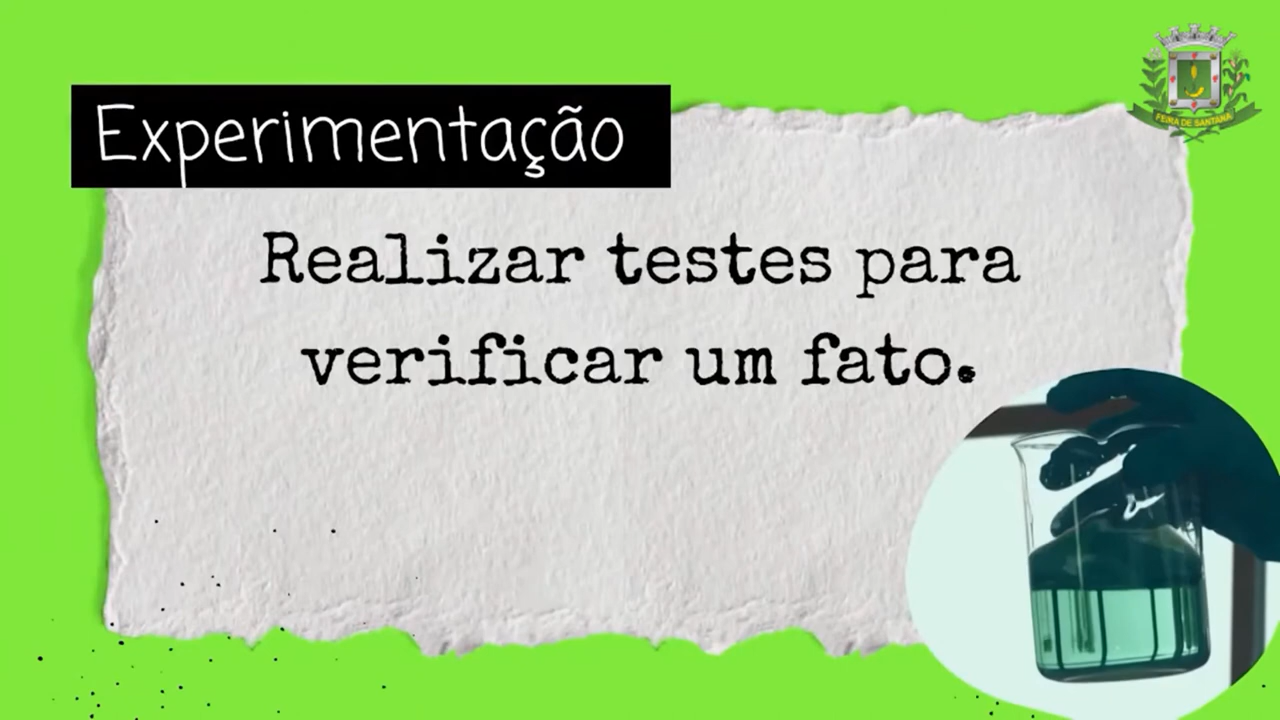 Experimentação
FEIRA DE SANTANA
Realizar testes para
verificar um fato.